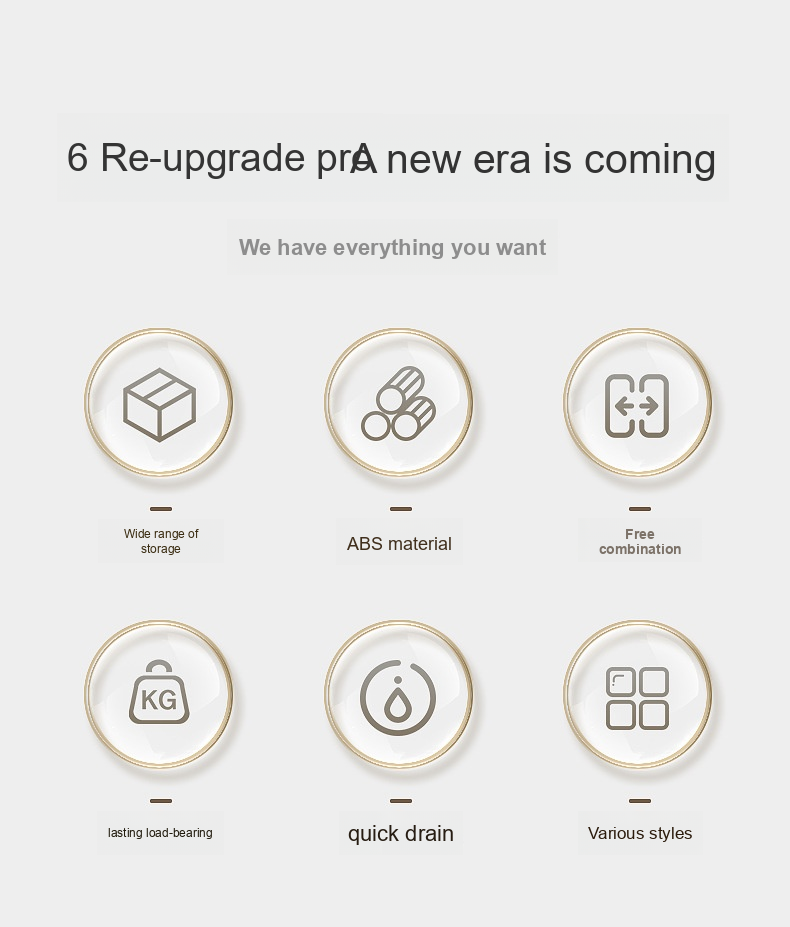 6 Re-upgrade pro A new era is coming
We have everything you want
Wide range of
storage
ABS material
Free
combination
KG
lasting load-bearing
quick drain
Various styles